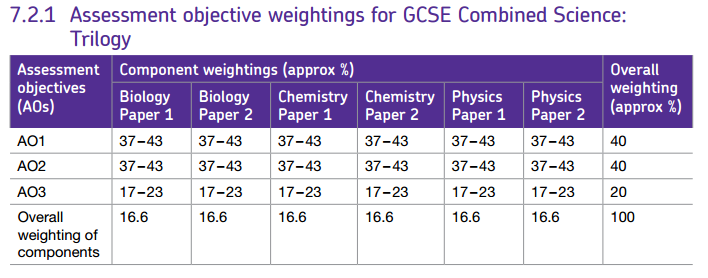 7.2.1 Assessment objective weightings for GCSE Combined Science:
Trilogy
Assessment objectives (AOs) Component weightings (approx %) Overall weighting (approx %)
Biology Paper 1 Biology Paper 2 Chemistry Paper 1 Chemistry Paper 2 Physics Paper 1 Physics Paper 2
AO1 37–43 37–43 37–43 37–43 37–43 37–43 40
AO2 37–43 37–43 37–43 37–43 37–43 37–43 40
AO3 17–23 17–23 17–23 17–23 17–23 17–23 20
Overall weighting of components 16.6 16.6 16.6 16.6 16.6 16.6 100